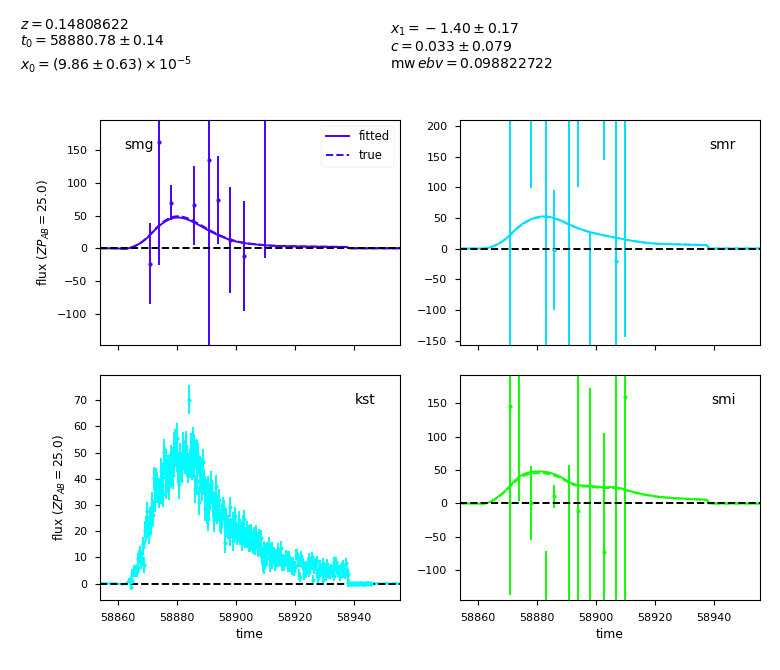 z = 0.14808622
t₀ = 58880.78 ± 0.14
x₀ = (9.86 ± 0.63) × 10⁻⁵
x₁ = −1.40 ± 0.17
c = 0.033 ± 0.079
mw ebv = 0.098822722
smg
fitted
true
150
100
50
0
−50
−100
flux (ZP_AB = 25.0)
smr
200
150
100
50
0
−50
−100
−150
kst
70
60
50
40
30
20
10
0
flux (ZP_AB = 25.0)
58860 58880 58900 58920 58940
time
smi
150
100
50
0
−50
−100
58860 58880 58900 58920 58940
time